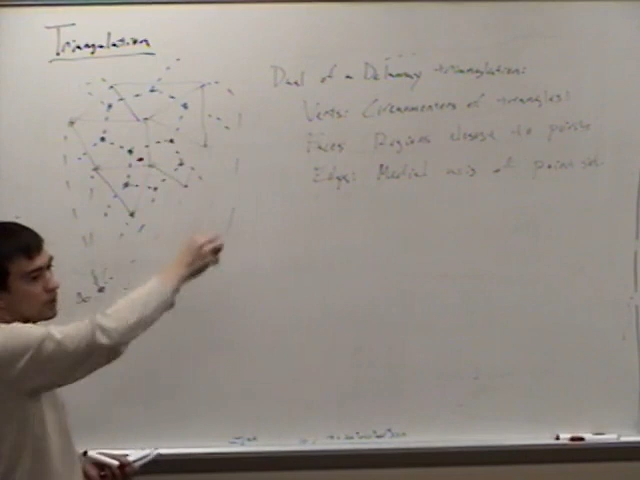 Triangulation
Dual of a Delaunay triangulation:
Verts: Circumcenters of triangles:
Faces: Regions closest to points
Edges: Medial axis of point set.
∞